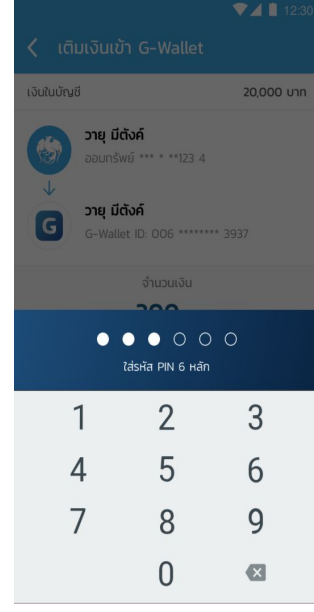 12:30
เติมเงินเข้า G-Wallet
เงินในบัญชี 20,000 บาท
วายุ มีตังค์
ออมทรัพย์ *** * **123 4
วายุ มีตังค์
G
G-Wallet ID: 006 ******** 3937
จำนวนเงิน
ใส่รหัส PIN 6 หลัก
1 2 3
4 5 6
7 8 9
0